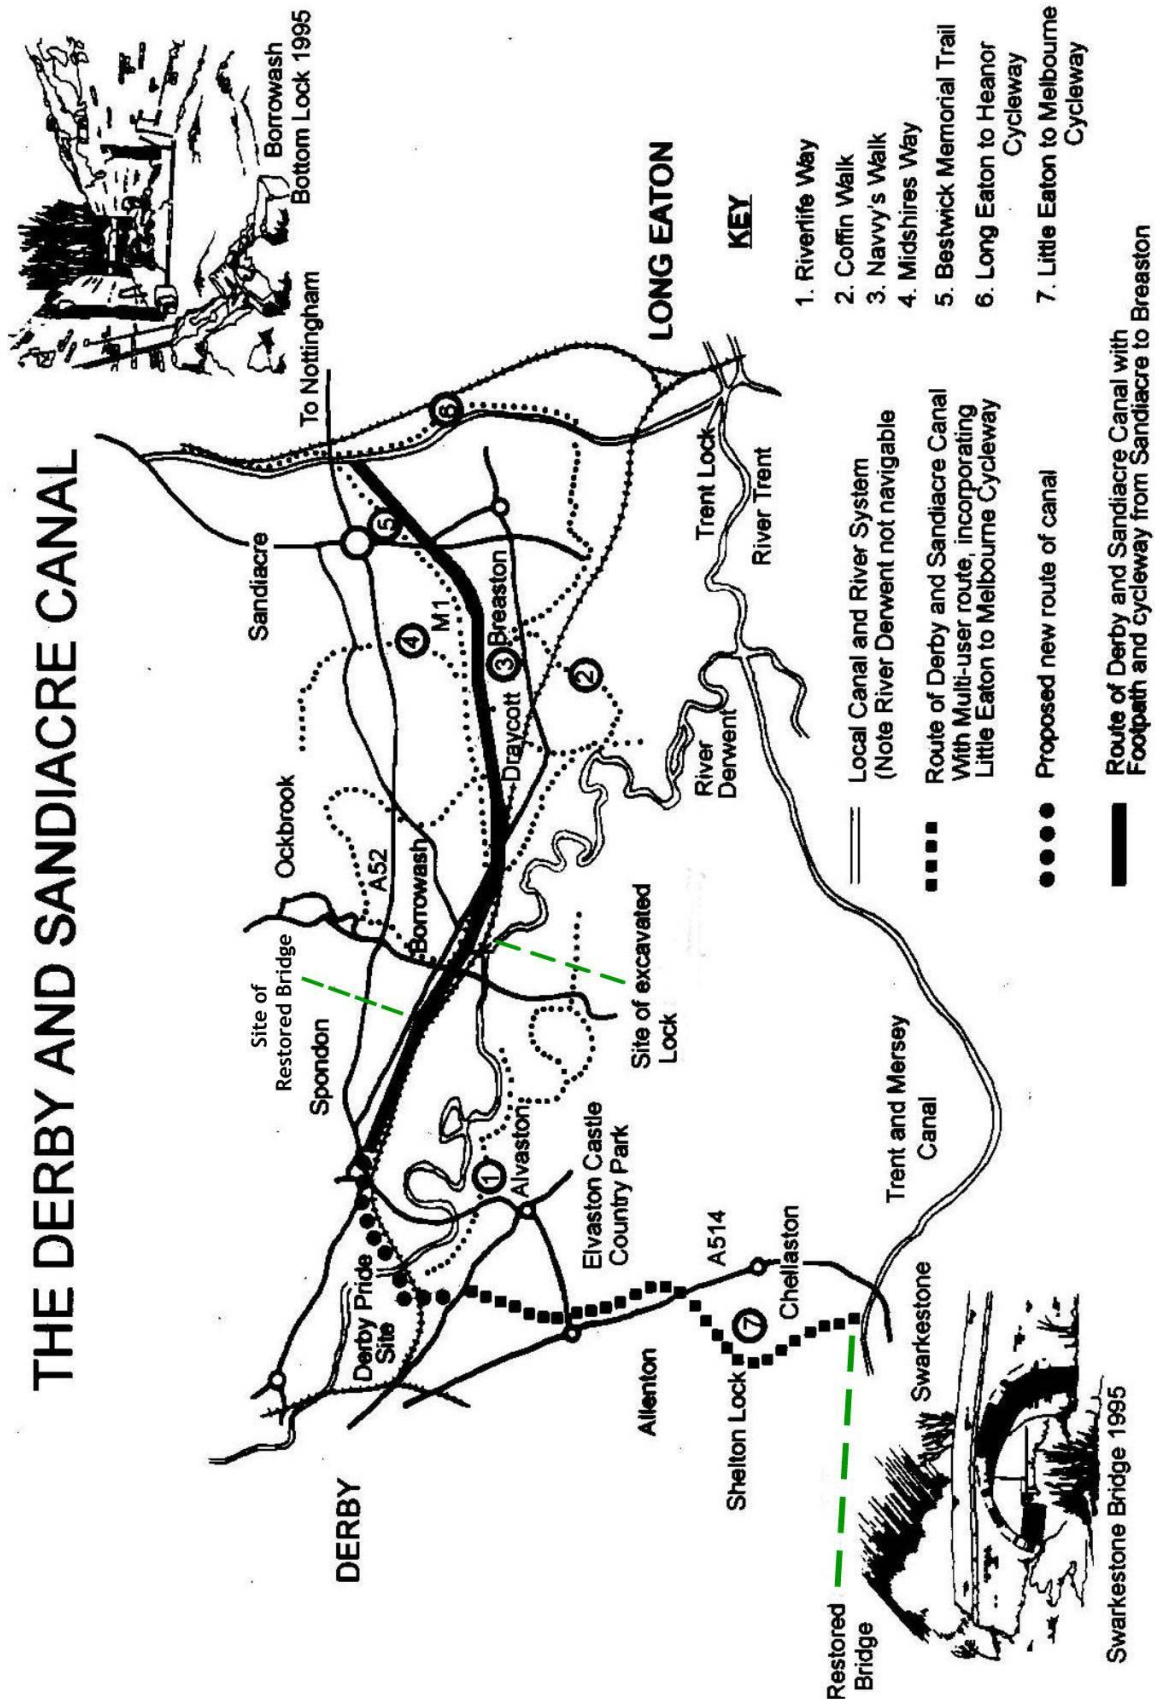 THE DERBY AND SANDIACRE CANAL
Borrowash
Bottom Lock 1995
To Nottingham
Sandiacre
Ockbrook
Site of
Restored Bridge
Spondon
A52
M1
Borrowash
Breaston
Draycott
LONG EATON
Derby Pride
Site
DERBY
Alvaston
Elvaston Castle
Country Park
Site of excavated
Lock
River
Derwent
Trent Lock
River Trent
Allenton
A514
Shelton Lock
Chellaston
Trent and Mersey
Canal
Swarkestone
Restored
Bridge
Swarkestone Bridge 1995
1
2
3
4
5
6
7
KEY
1. Riverlife Way
2. Coffin Walk
3. Navvy's Walk
4. Midshires Way
5. Bestwick Memorial Trail
6. Long Eaton to Heanor
Cycleway
7. Little Eaton to Melbourne
Cycleway
Local Canal and River System
(Note River Derwent not navigable
Route of Derby and Sandiacre Canal
With Multi-user route, incorporating
Little Eaton to Melbourne Cycleway
Proposed new route of canal
Route of Derby and Sandiacre Canal with
Footpath and cycleway from Sandiacre to Breaston